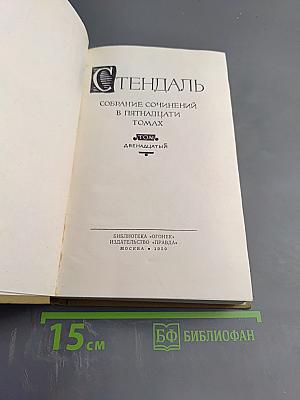 СТЕНДАЛЬ
СОБРАНИЕ СОЧИНЕНИЙ
В ПЯТНАДЦАТИ
ТОМАХ
ТОМ
ДВЕНАДЦАТЫЙ
БИБЛИОТЕКА «ОГОНЕК»
ИЗДАТЕЛЬСТВО «ПРАВДА»
МОСКВА • 1959
15 см
БФ БИБЛИОФАН